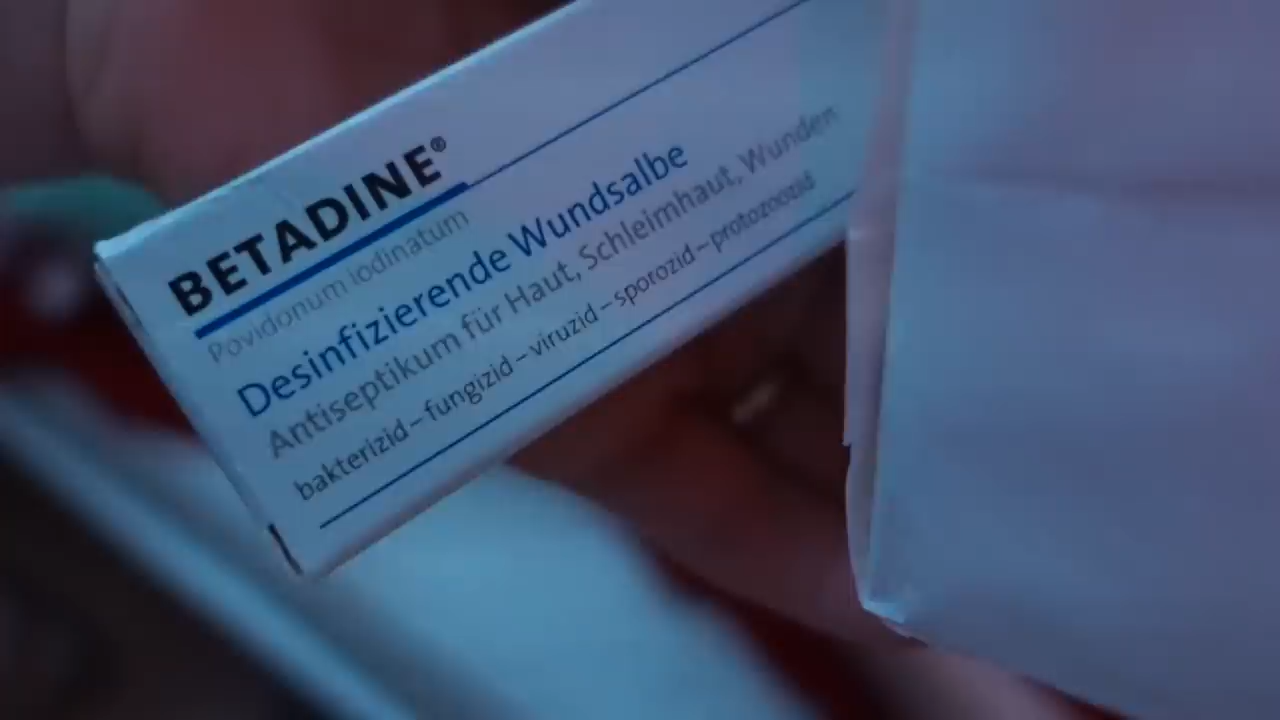 BETADINE®
Povidonum iodinatum
Desinfizierende Wundsalbe
Antiseptikum für Haut, Schleimhaut, Wunden
bakterizid – fungizid – viruzid – sporozid – protozoozid